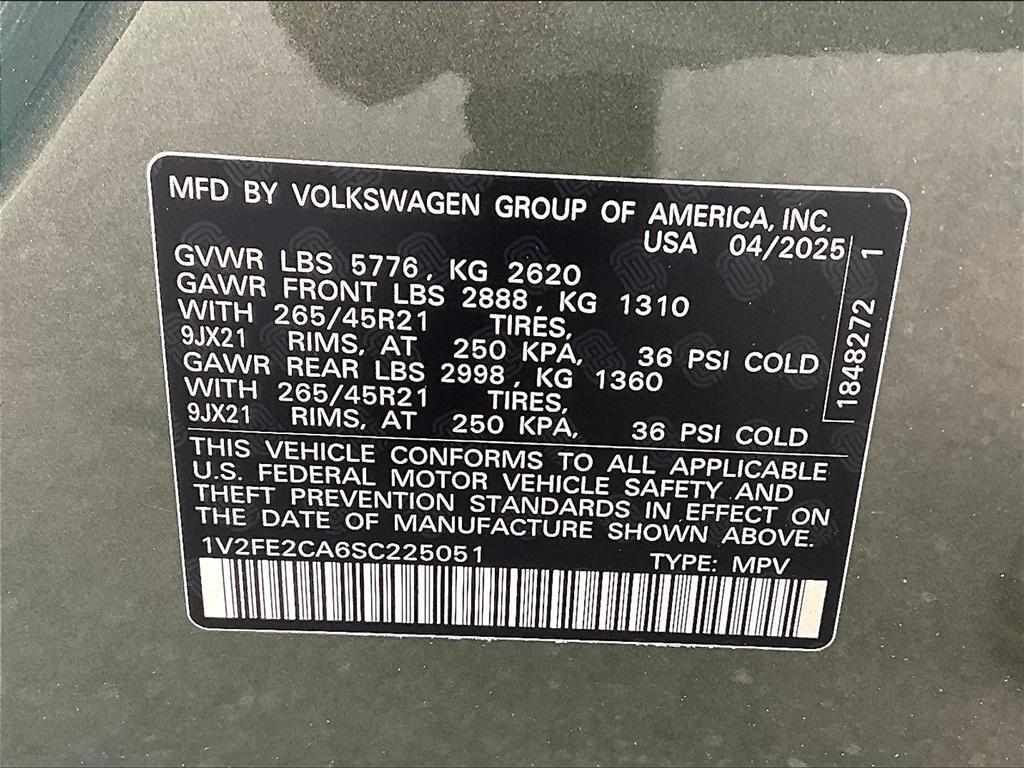 MFD BY VOLKSWAGEN GROUP OF AMERICA, INC.
USA 04/2025
GVWR LBS 5776, KG 2620
GAWR FRONT LBS 2888, KG 1310
WITH 265/45R21 TIRES,
9JX21 RIMS, AT 250 KPA, 36 PSI COLD
GAWR REAR LBS 2998, KG 1360
WITH 265/45R21 TIRES,
9JX21 RIMS, AT 250 KPA, 36 PSI COLD
1848272 1
THIS VEHICLE CONFORMS TO ALL APPLICABLE
U.S. FEDERAL MOTOR VEHICLE SAFETY AND
THEFT PREVENTION STANDARDS IN EFFECT ON
THE DATE OF MANUFACTURE SHOWN ABOVE.
1V2FE2CA6SC225051 TYPE: MPV